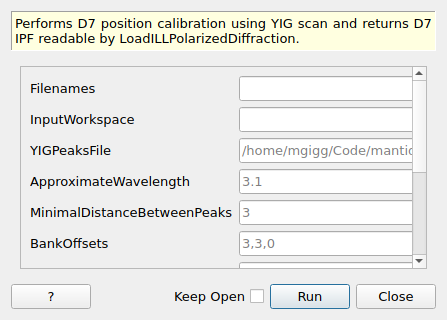 Performs D7 position calibration using YIG scan and returns D7
IPF readable by LoadILLPolarizedDiffraction.
Filenames
InputWorkspace
YIGPeaksFile /home/mgigg/Code/mantic
ApproximateWavelength 3.1
MinimalDistanceBetweenPeaks 3
BankOffsets 3,3,0
? Keep Open Run Close